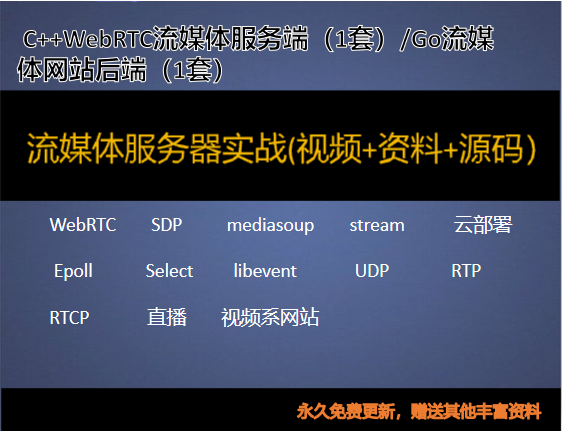 C++WebRTC流媒体服务端（1套）/Go流媒
体网站后端（1套）
流媒体服务器实战(视频+资料+源码）
WebRTC SDP mediasoup stream 云部署
Epoll Select libevent UDP RTP
RTCP 直播 视频系网站
永久免费更新，赠送其他丰富资料